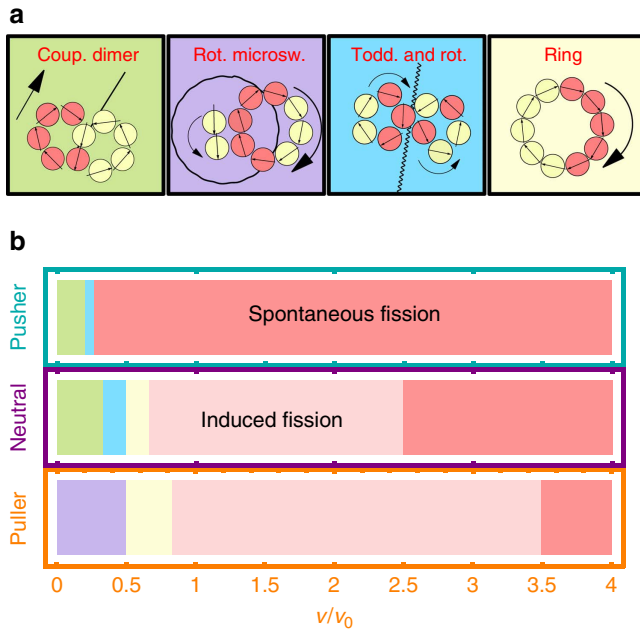 a
Coup. dimer
Rot. microsw.
Todd. and rot.
Ring
b
Pusher
Spontaneous fission
Neutral
Induced fission
Puller
0 0.5 1 1.5 2 2.5 3 3.5 4
v/v0